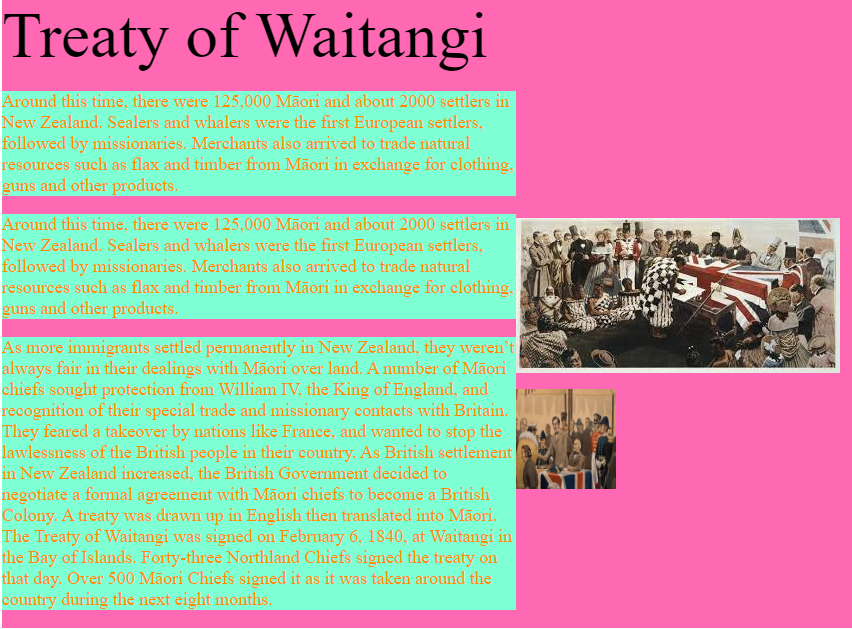 Treaty of Waitangi
Around this time, there were 125,000 Māori and about 2000 settlers in
New Zealand. Sealers and whalers were the first European settlers,
followed by missionaries. Merchants also arrived to trade natural
resources such as flax and timber from Māori in exchange for clothing,
guns and other products.
Around this time, there were 125,000 Māori and about 2000 settlers in
New Zealand. Sealers and whalers were the first European settlers,
followed by missionaries. Merchants also arrived to trade natural
resources such as flax and timber from Māori in exchange for clothing,
guns and other products.
As more immigrants settled permanently in New Zealand, they weren’t
always fair in their dealings with Māori over land. A number of Māori
chiefs sought protection from William IV, the King of England, and
recognition of their special trade and missionary contacts with Britain.
They feared a takeover by nations like France, and wanted to stop the
lawlessness of the British people in their country. As British settlement
in New Zealand increased, the British Government decided to
negotiate a formal agreement with Māori chiefs to become a British
Colony. A treaty was drawn up in English then translated into Māori.
The Treaty of Waitangi was signed on February 6, 1840, at Waitangi in
the Bay of Islands. Forty-three Northland Chiefs signed the treaty on
that day. Over 500 Māori Chiefs signed it as it was taken around the
country during the next eight months.